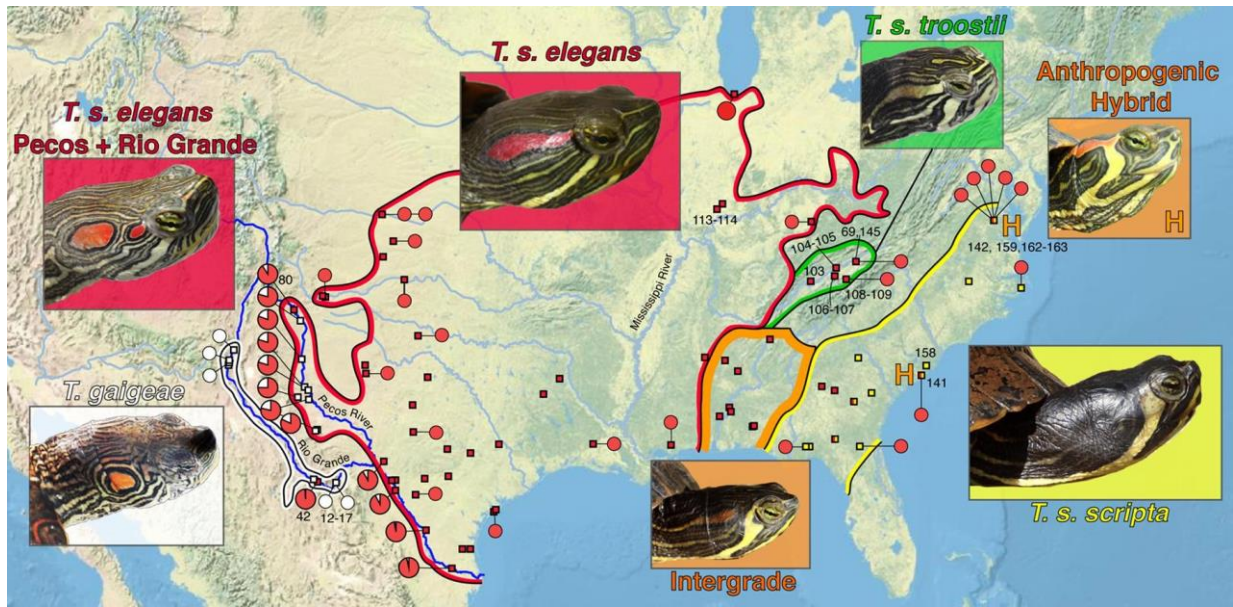 T. s. troostii
T. s. elegans
Anthropogenic
Hybrid
T. s. elegans
Pecos + Rio Grande
H
113-114
69,145
104-105
103
108-109
106-107
H
142, 159,162-163
80
Mississippi River
158
H
141
T. gaigeae
Pecos River
Rio Grande
42
12-17
Intergrade
T. s. scripta